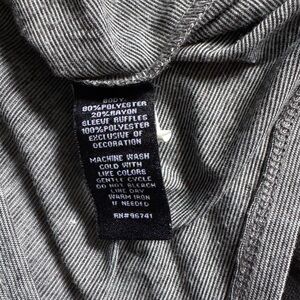 BODY
80%POLYESTER
20%RAYON
SLEEVE RUFFLES
100%POLYESTER
EXCLUSIVE OF
DECORATION
MACHINE WASH
COLD WITH
LIKE COLORS
GENTLE CYCLE
DO NOT BLEACH
LINE DRY
WARM IRON
IF NEEDED
RN#96741